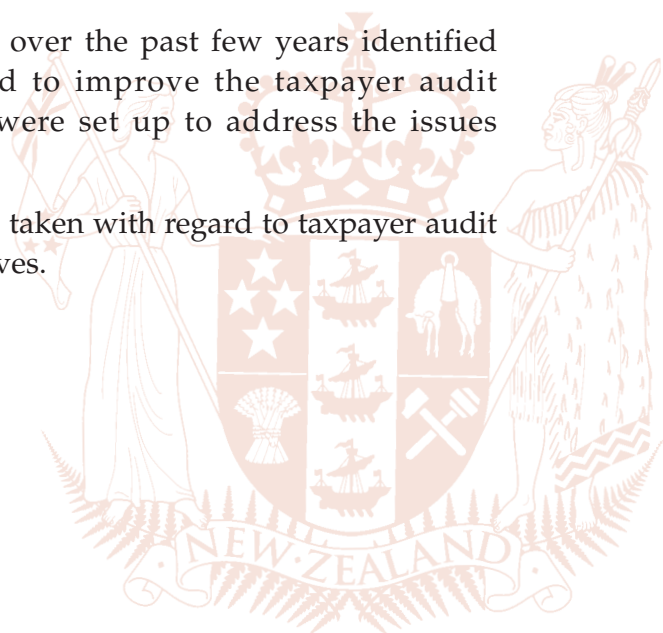 over the past few years identified
d to improve the taxpayer audit
were set up to address the issues
taken with regard to taxpayer audit
ves.
NEW·ZEALAND